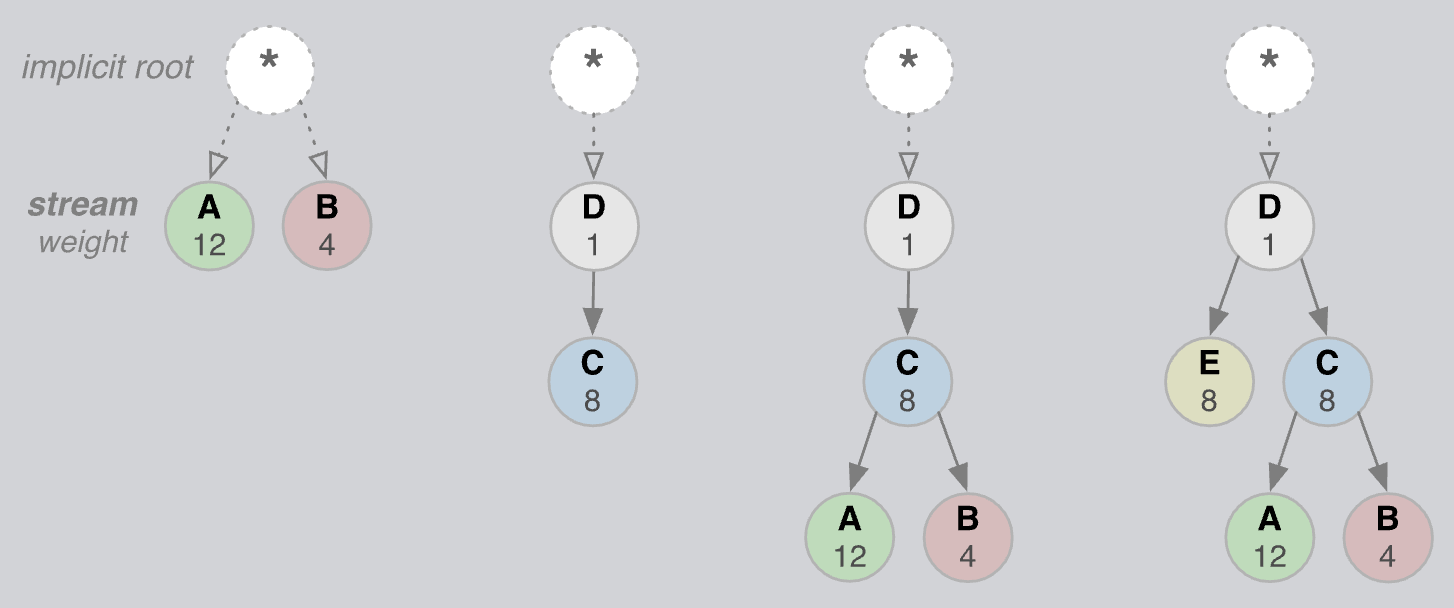 implicit root * * * *
stream A B D D D
weight 12 4 1 1 1
C C E C
8 8 8 8
A B A B
12 4 12 4